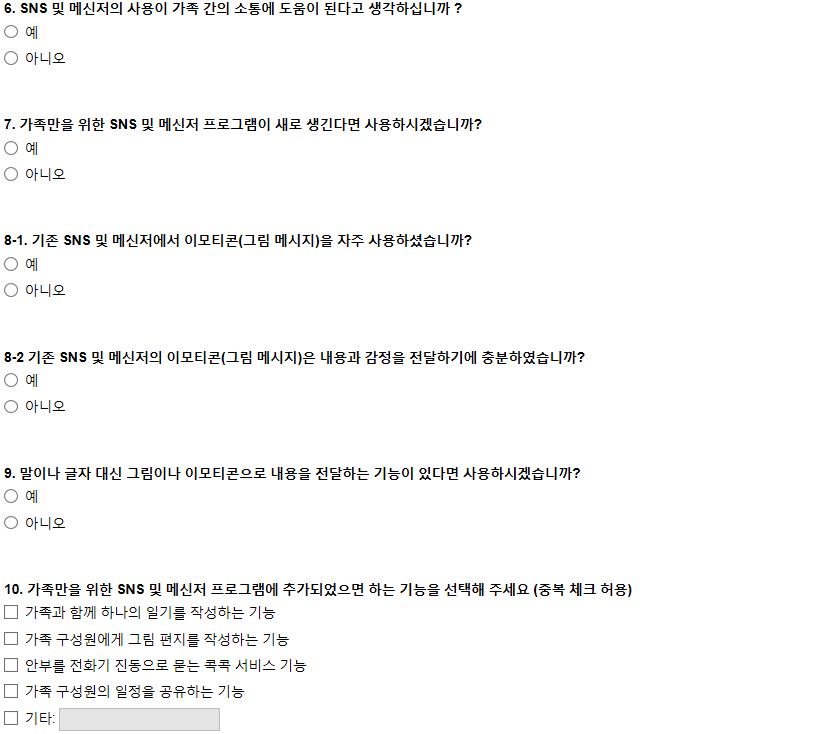 6. SNS 및 메신저의 사용이 가족 간의 소통에 도움이 된다고 생각하십니까 ?
예
아니오
7. 가족만을 위한 SNS 및 메신저 프로그램이 새로 생긴다면 사용하시겠습니까?
예
아니오
8-1. 기존 SNS 및 메신저에서 이모티콘(그림 메시지)을 자주 사용하셨습니까?
예
아니오
8-2 기존 SNS 및 메신저의 이모티콘(그림 메시지)은 내용과 감정을 전달하기에 충분하였습니까?
예
아니오
9. 말이나 글자 대신 그림이나 이모티콘으로 내용을 전달하는 기능이 있다면 사용하시겠습니까?
예
아니오
10. 가족만을 위한 SNS 및 메신저 프로그램에 추가되었으면 하는 기능을 선택해 주세요 (중복 체크 허용)
가족과 함께 하나의 일기를 작성하는 기능
가족 구성원에게 그림 편지를 작성하는 기능
안부를 전화기 진동으로 묻는 콕콕 서비스 기능
가족 구성원의 일정을 공유하는 기능
기타: